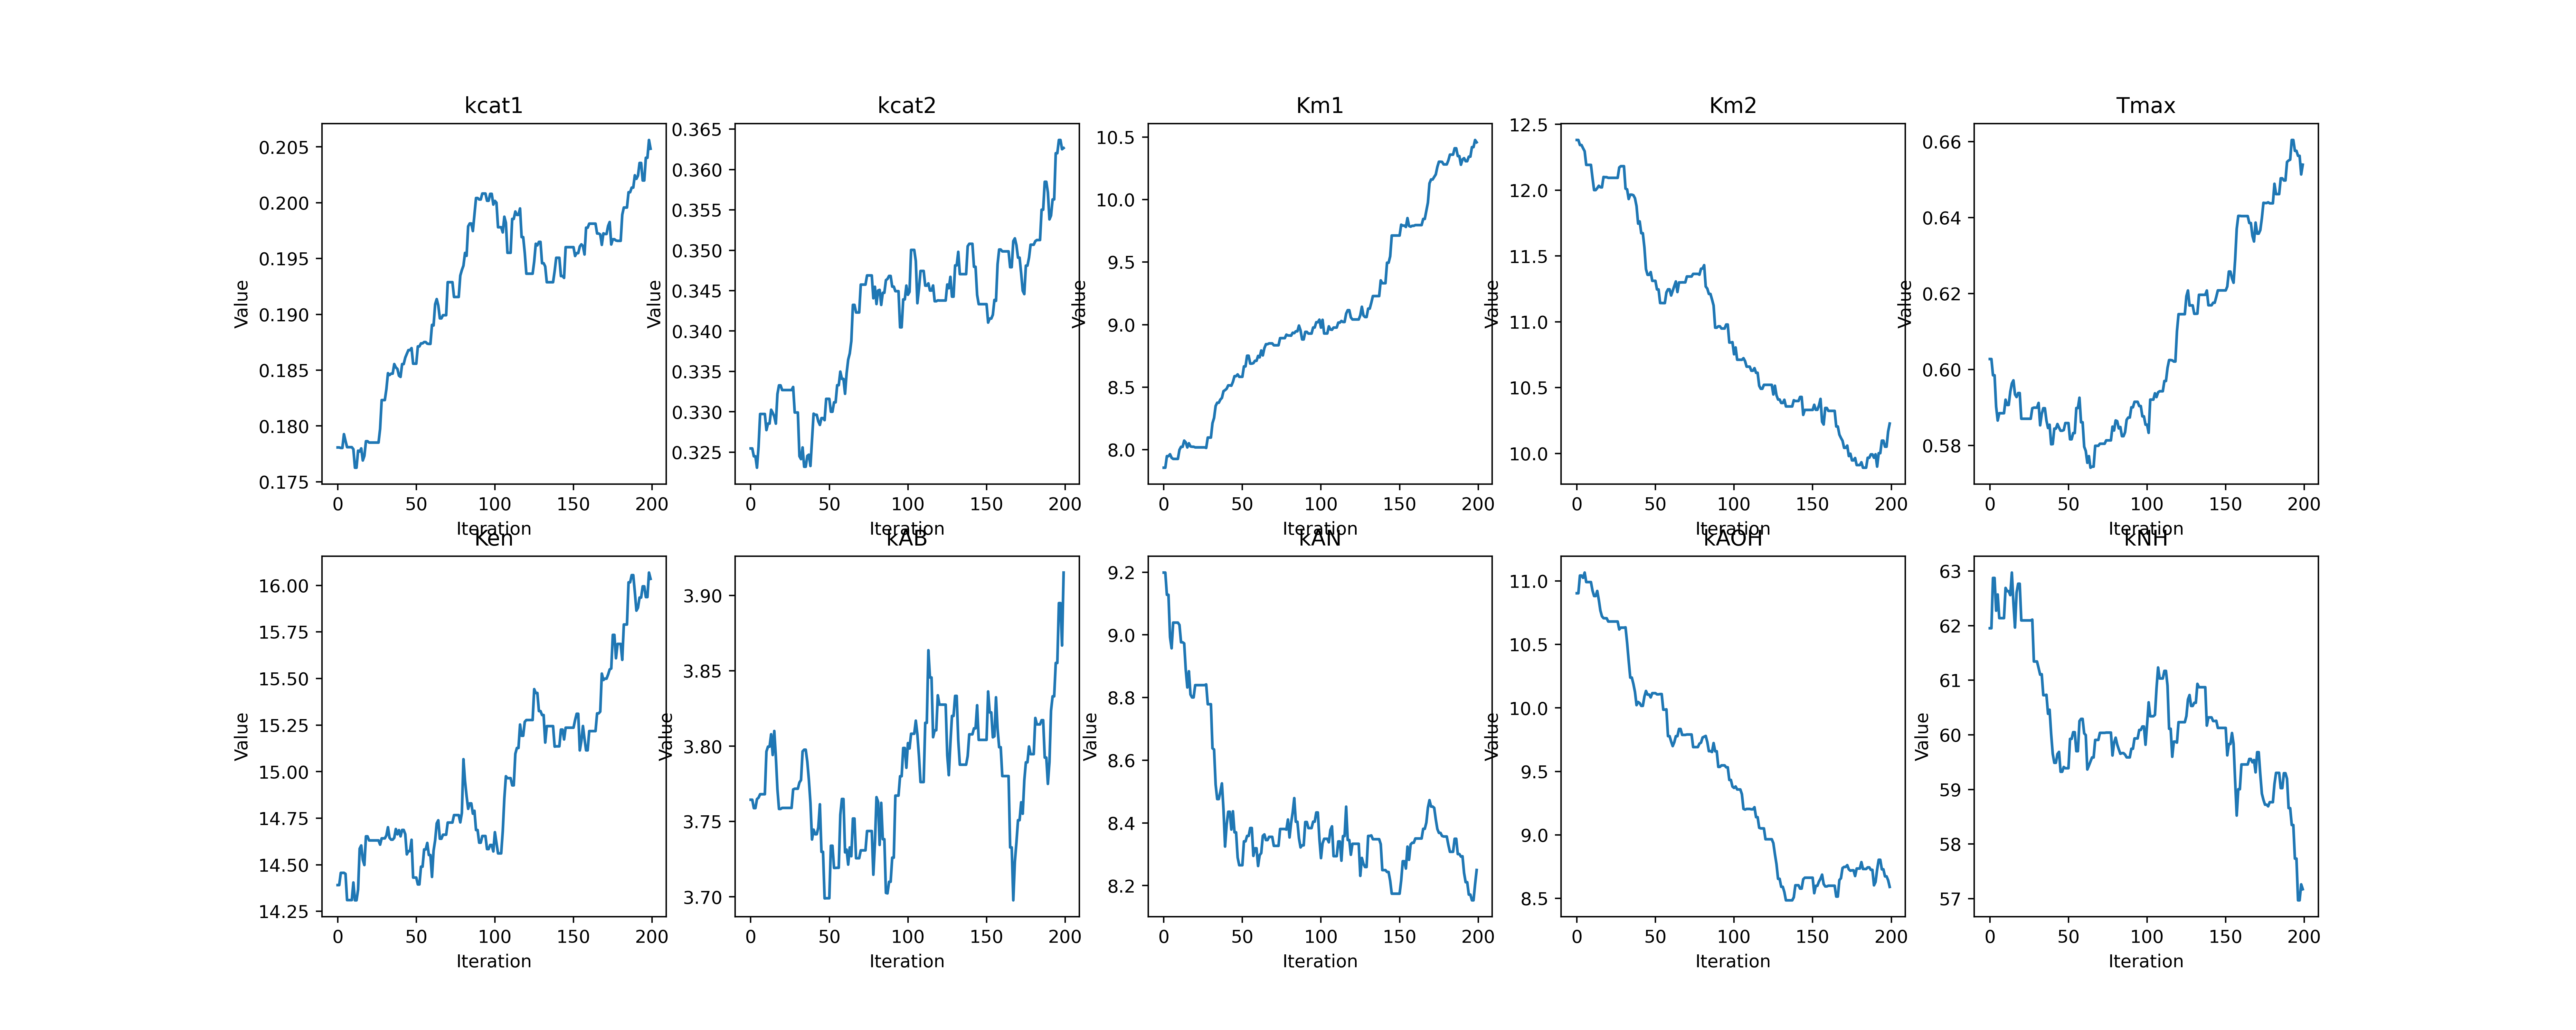 kcat1
kcat2
Km1
Km2
Tmax
0.205
0.200
0.195
0.190
0.185
0.180
0.175
Value
0 50 100 150 200
Iteration
0.365
0.360
0.355
0.350
0.345
0.340
0.335
0.330
0.325
Value
0 50 100 150 200
Iteration
10.5
10.0
9.5
9.0
8.5
8.0
Value
0 50 100 150 200
Iteration
12.5
12.0
11.5
11.0
10.5
10.0
Value
0 50 100 150 200
Iteration
0.66
0.64
0.62
0.60
0.58
Value
0 50 100 150 200
Iteration
Ken
kAB
kAN
kAOH
kNH
16.00
15.75
15.50
15.25
15.00
14.75
14.50
14.25
Value
0 50 100 150 200
Iteration
3.90
3.85
3.80
3.75
3.70
Value
0 50 100 150 200
Iteration
9.2
9.0
8.8
8.6
8.4
8.2
Value
0 50 100 150 200
Iteration
11.0
10.5
10.0
9.5
9.0
8.5
Value
0 50 100 150 200
Iteration
63
62
61
60
59
58
57
Value
0 50 100 150 200
Iteration